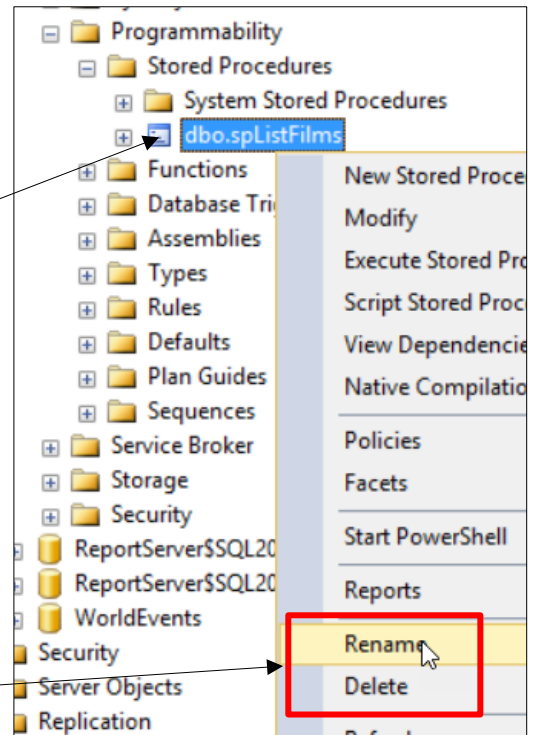 Programmability
Stored Procedures
System Stored Procedures
dbo.spListFilms
Functions
Database Tri
Assemblies
Types
Rules
Defaults
Plan Guides
Sequences
Service Broker
Storage
Security
ReportServer$SQL20
ReportServer$SQL20
WorldEvents
Security
Server Objects
Replication
New Stored Proce
Modify
Execute Stored Pro
Script Stored Proc
View Dependencie
Native Compilatio
Policies
Facets
Start PowerShell
Reports
Rename
Delete